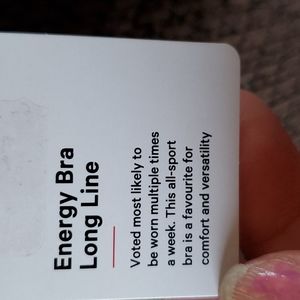 Energy Bra
Long Line
Voted most likely to
be worn multiple times
a week. This all-sport
bra is a favourite for
comfort and versatility